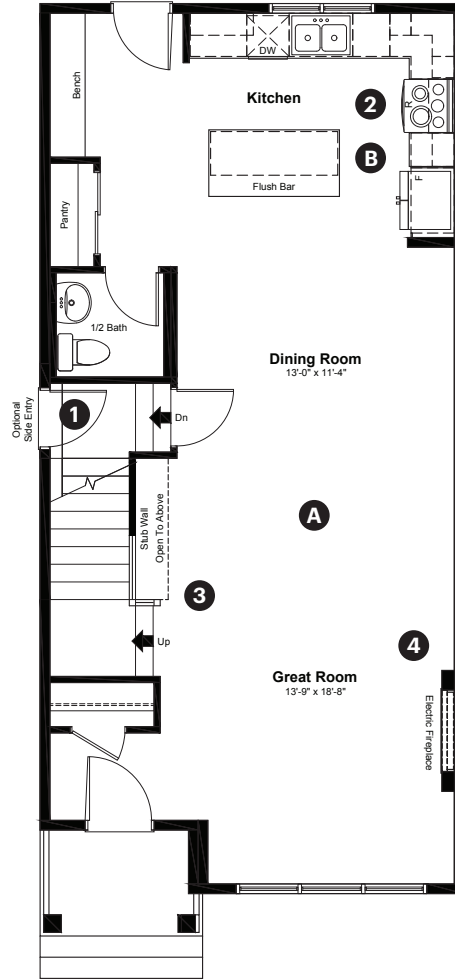 DW
Kitchen
2
R
Bench
B
F
Flush Bar
Pantry
1/2 Bath
Dining Room
13'-0" x 11'-4"
Optional
Side Entry
1
Dn
A
Stub Wall
Open To Above
3
Up
4
Great Room
13'-9" x 18'-8"
Electric Fireplace